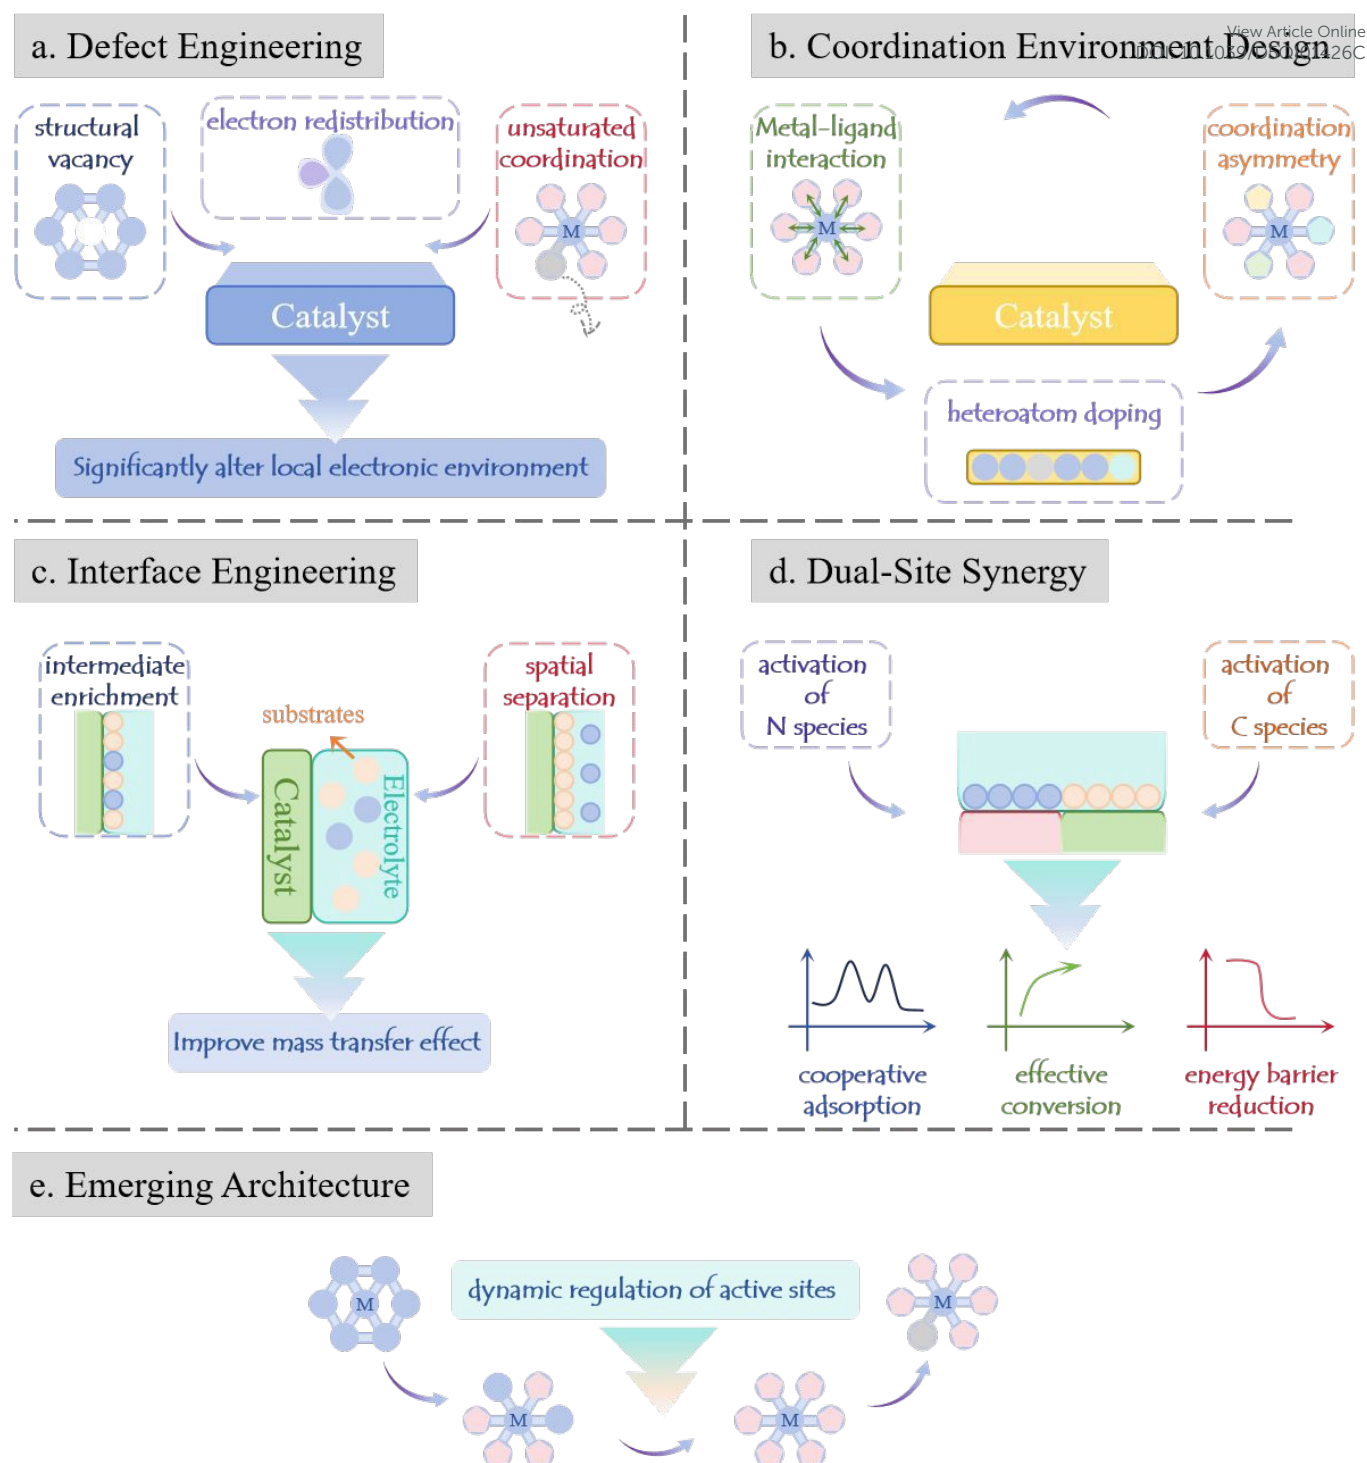 a. Defect Engineering
structural
vacancy
electron redistribution
unsaturated
coordination
M
Catalyst
Significantly alter local electronic environment
View Article Online
b. Coordination Environment Design
Metal-ligand
interaction
M
coordination
asymmetry
M
Catalyst
heteroatom doping
c. Interface Engineering
intermediate
enrichment
substrates
spatial
separation
Catalyst
Electrolyte
Improve mass transfer effect
d. Dual-Site Synergy
activation
of
N species
activation
of
C species
cooperative
adsorption
effective
conversion
energy barrier
reduction
e. Emerging Architecture
M
dynamic regulation of active sites
M
M
M